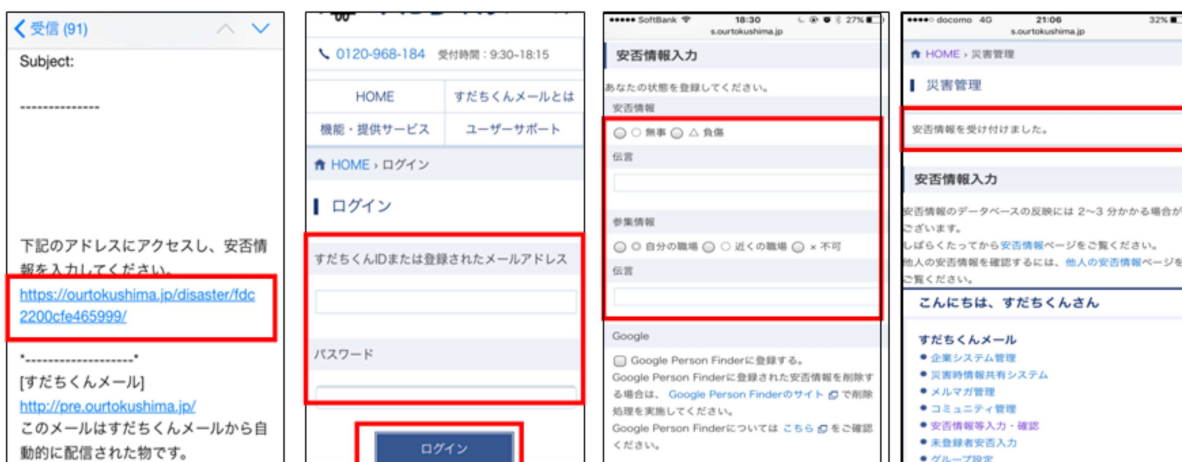 受信 (91)
Subject:
--------------
下記のアドレスにアクセスし、安否情
報を入力してください。
https://ourtokushima.jp/disaster/fdc
2200cfe465999/
*--------------------*
[すだちくんメール]
http://pre.ourtokushima.jp/
このメールはすだちくんメールから自
動的に配信された物です。
0120-968-184 受付時間：9:30~18:15
HOME すだちくんメールとは
機能・提供サービス ユーザーサポート
HOME › ログイン
ログイン
すだちくんIDまたは登録されたメールアドレス
パスワード
ログイン
SoftBank 18:30 27%
s.ourtokushima.jp
安否情報入力
あなたの状態を登録してください。
安否情報
○ 無事 △ 負傷
伝言
参集情報
◎ 自分の職場 ○ 近くの職場 × 不可
伝言
Google
Google Person Finderに登録する。
Google Person Finderに登録された安否情報を削除す
る場合は、 Google Person Finderのサイト で削除
処理を実施してください。
Google Person Finderについては こちら をご確認
ください。
docomo 4G 21:06 32%
s.ourtokushima.jp
HOME › 災害管理
災害管理
安否情報を受け付けました。
安否情報入力
安否情報のデータベースの反映には 2~3 分かかる場合が
ございます。
しばらくたってから安否情報ページをご覧ください。
他人の安否情報を確認するには、他人の安否情報ページを
ご覧ください。
こんにちは、すだちくんさん
すだちくんメール
企業システム管理
災害時情報共有システム
メルマガ管理
コミュニティ管理
安否情報等入力・確認
未登録者安否入力
グループ設定